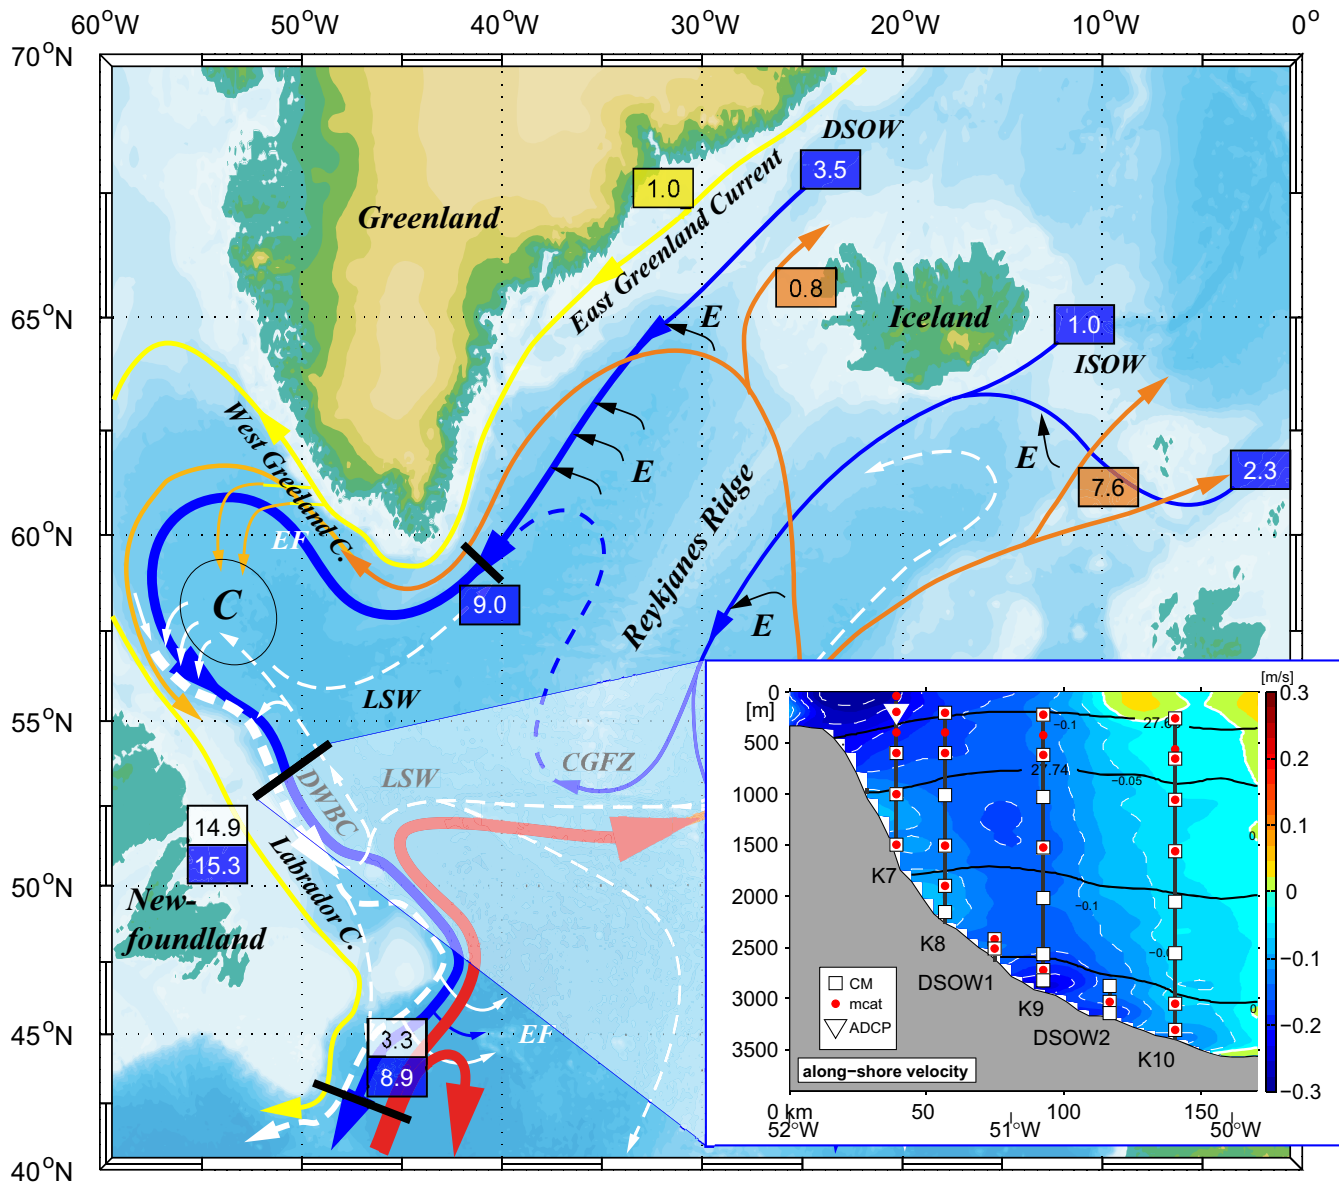 60°W 50°W 40°W 30°W 20°W 10°W 0°
70°N
65°N
60°N
55°N
50°N
45°N
40°N
DSOW
3.5
1.0
East Greenland Current
Greenland
0.8
Iceland
1.0
ISOW
E
E
E
E
7.6
2.3
West Greeland C.
EF
C
9.0
Reykjanes Ridge
LSW
LSW
CGFZ
DWBC
14.9
15.3
Labrador C.
New-
foundland
3.3
8.9
EF
[m/s]
0.3
0.2
0.1
0
−0.1
−0.2
−0.3
0
[m]
500
1000
1500
2000
2500
3000
3500
−0.1
27.74
−0.05
−0.1
0
0
K7
K8
DSOW1
K9
DSOW2
K10
CM
mcat
ADCP
along−shore velocity
0 km 50 100 150
52°W 51°W 50°W